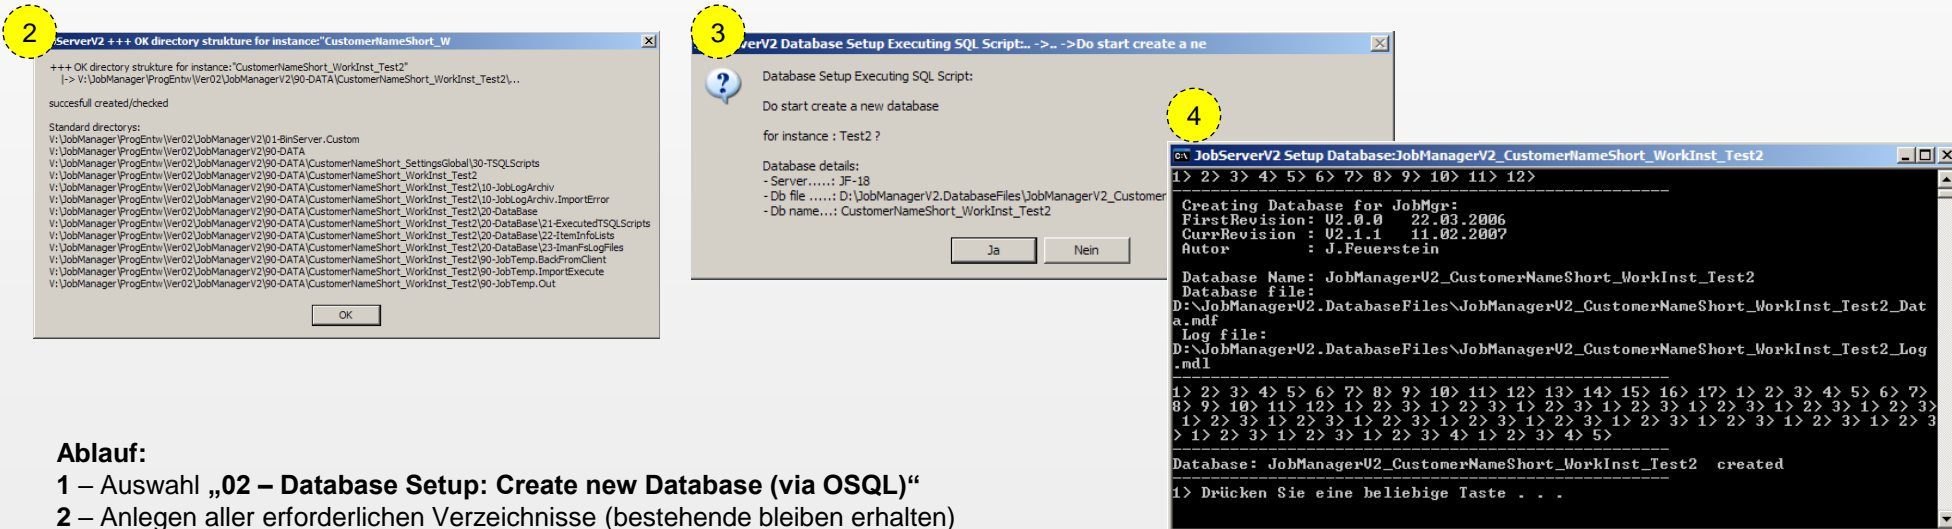 2
ServerV2 +++ OK directory strukture for instance:"CustomerNameShort_W
+++ OK directory strukture for instance:"CustomerNameShort_WorkInst_Test2"
|-> V:\JobManager\ProgEntw\Ver02\JobManagerV2\90-DATA\CustomerNameShort_WorkInst_Test2\...
succesfull created/checked
Standard directorys:
V:\JobManager\ProgEntw\Ver02\JobManagerV2\01-BinServer.Custom
V:\JobManager\ProgEntw\Ver02\JobManagerV2\90-DATA
V:\JobManager\ProgEntw\Ver02\JobManagerV2\90-DATA\CustomerNameShort_SettingsGlobal\30-TSQLScripts
V:\JobManager\ProgEntw\Ver02\JobManagerV2\90-DATA\CustomerNameShort_WorkInst_Test2
V:\JobManager\ProgEntw\Ver02\JobManagerV2\90-DATA\CustomerNameShort_WorkInst_Test2\10-JobLogArchiv
V:\JobManager\ProgEntw\Ver02\JobManagerV2\90-DATA\CustomerNameShort_WorkInst_Test2\10-JobLogArchiv.ImportError
V:\JobManager\ProgEntw\Ver02\JobManagerV2\90-DATA\CustomerNameShort_WorkInst_Test2\20-DataBase
V:\JobManager\ProgEntw\Ver02\JobManagerV2\90-DATA\CustomerNameShort_WorkInst_Test2\20-DataBase\21-ExecutedTSQLScripts
V:\JobManager\ProgEntw\Ver02\JobManagerV2\90-DATA\CustomerNameShort_WorkInst_Test2\20-DataBase\22-ItemInfoLists
V:\JobManager\ProgEntw\Ver02\JobManagerV2\90-DATA\CustomerNameShort_WorkInst_Test2\20-DataBase\23-ImanFsLogFiles
V:\JobManager\ProgEntw\Ver02\JobManagerV2\90-DATA\CustomerNameShort_WorkInst_Test2\90-JobTemp.BackFromClient
V:\JobManager\ProgEntw\Ver02\JobManagerV2\90-DATA\CustomerNameShort_WorkInst_Test2\90-JobTemp.ImportExecute
V:\JobManager\ProgEntw\Ver02\JobManagerV2\90-DATA\CustomerNameShort_WorkInst_Test2\90-JobTemp.Out
OK
3
verV2 Database Setup Executing SQL Script:.. ->.. ->Do start create a ne
Database Setup Executing SQL Script:
Do start create a new database
for instance : Test2 ?
Database details:
- Server.....: JF-18
- Db file .....: D:\JobManagerV2.DatabaseFiles\JobManagerV2_Customer
- Db name...: CustomerNameShort_WorkInst_Test2
Ja Nein
4
JobServerV2 Setup Database:JobManagerV2_CustomerNameShort_WorkInst_Test2
1> 2> 3> 4> 5> 6> 7> 8> 9> 10> 11> 12>
Creating Database for JobMgr:
FirstRevision: V2.0.0 22.03.2006
CurrRevision : V2.1.1 11.02.2007
Autor : J.Feuerstein
Database Name: JobManagerV2_CustomerNameShort_WorkInst_Test2
Database file:
D:\JobManagerV2.DatabaseFiles\JobManagerV2_CustomerNameShort_WorkInst_Test2_Dat
a.mdf
Log file:
D:\JobManagerV2.DatabaseFiles\JobManagerV2_CustomerNameShort_WorkInst_Test2_Log
.mdl
1> 2> 3> 4> 5> 6> 7> 8> 9> 10> 11> 12> 13> 14> 15> 16> 17> 1> 2> 3> 4> 5> 6> 7>
8> 9> 10> 11> 12> 1> 2> 3> 1> 2> 3> 1> 2> 3> 1> 2> 3> 1> 2> 3> 1> 2> 3> 1> 2> 3>
1> 2> 3> 1> 2> 3> 1> 2> 3> 1> 2> 3> 1> 2> 3> 1> 2> 3> 1> 2> 3> 1> 2> 3> 1> 2> 3
> 1> 2> 3> 1> 2> 3> 1> 2> 3> 4> 1> 2> 3> 4> 5>
Database: JobManagerV2_CustomerNameShort_WorkInst_Test2 created
1> Drücken Sie eine beliebige Taste . . .
Ablauf:
1 – Auswahl „02 – Database Setup: Create new Database (via OSQL)“
2 – Anlegen aller erforderlichen Verzeichnisse (bestehende bleiben erhalten)